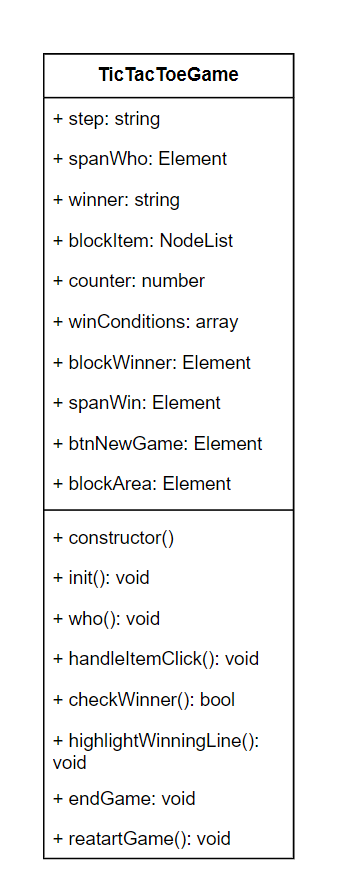 TicTacToeGame
+ step: string
+ spanWho: Element
+ winner: string
+ blockItem: NodeList
+ counter: number
+ winConditions: array
+ blockWinner: Element
+ spanWin: Element
+ btnNewGame: Element
+ blockArea: Element
+ constructor()
+ init(): void
+ who(): void
+ handleItemClick(): void
+ checkWinner(): bool
+ highlightWinningLine():
void
+ endGame: void
+ reatartGame(): void